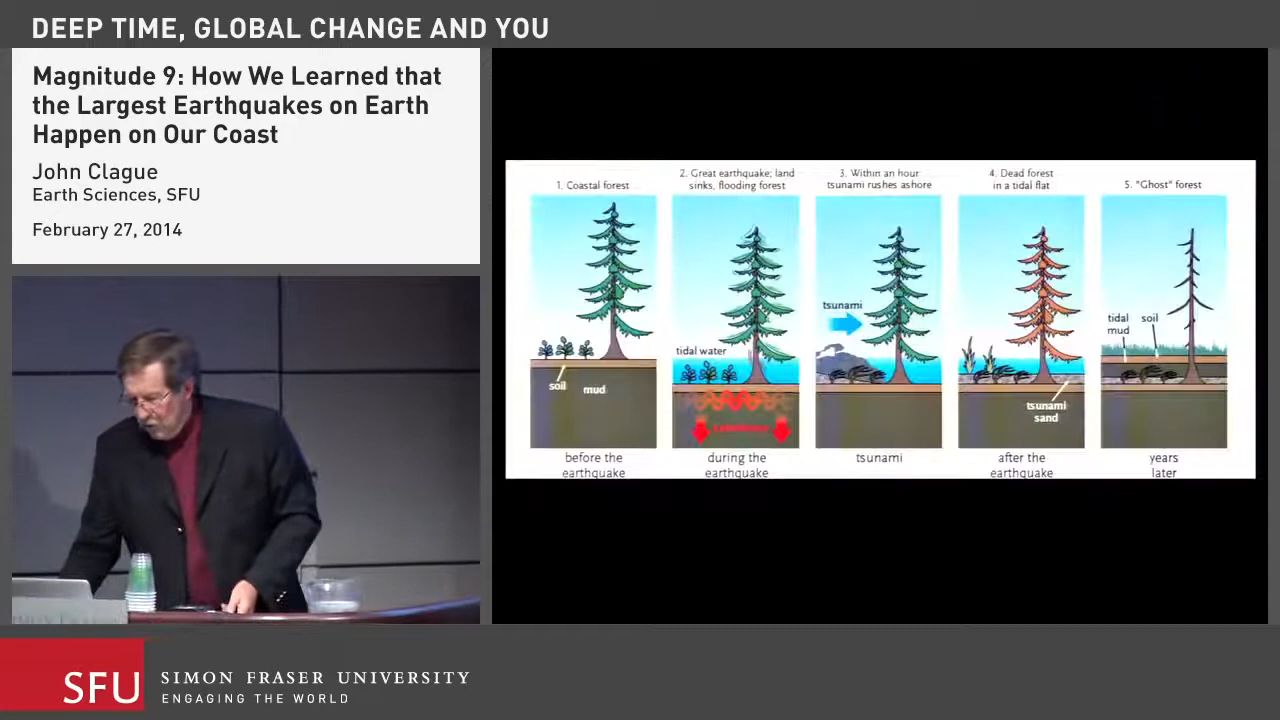 DEEP TIME, GLOBAL CHANGE AND YOU
Magnitude 9: How We Learned that
the Largest Earthquakes on Earth
Happen on Our Coast
John Clague
Earth Sciences, SFU
February 27, 2014
1. Coastal forest
2. Great earthquake; land
sinks, flooding forest
3. Within an hour
tsunami rushes ashore
4. Dead forest
in a tidal flat
5. "Ghost" forest
soil
mud
tidal water
tsunami
tsunami
sand
tidal
mud
soil
before the
earthquake
during the
earthquake
tsunami
after the
earthquake
years
later
SFU
SIMON FRASER UNIVERSITY
ENGAGING THE WORLD